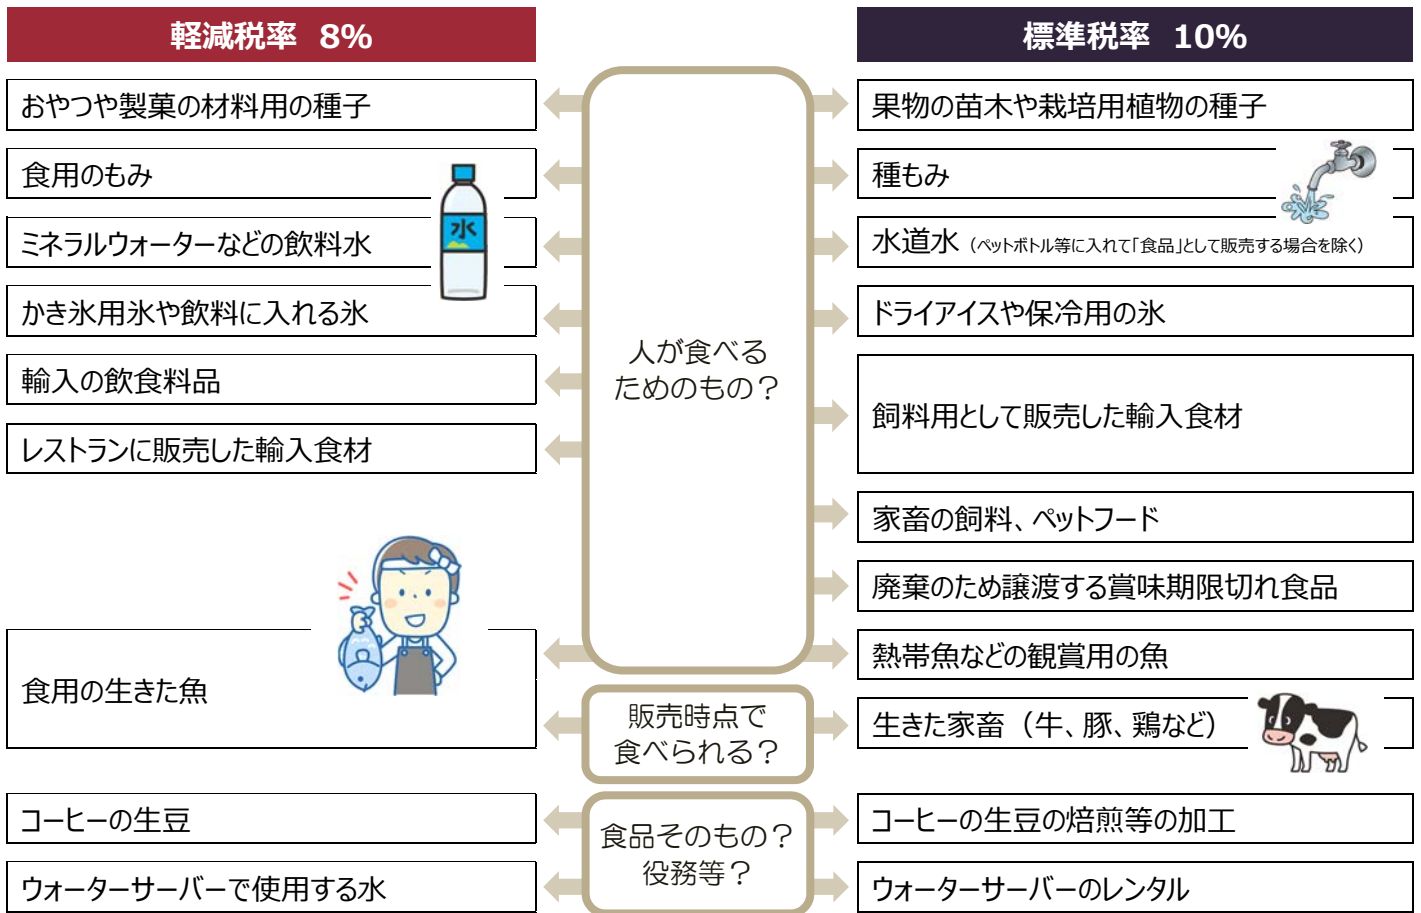 軽減税率 8%
標準税率 10%
おやつや製菓の材料用の種子
果物の苗木や栽培用植物の種子
食用のもみ
種もみ
水
ミネラルウォーターなどの飲料水
水道水 (ペットボトル等に入れて「食品」として販売する場合を除く)
かき氷用氷や飲料に入れる氷
ドライアイスや保冷用の氷
人が食べる
ためのもの？
輸入の飲食料品
飼料用として販売した輸入食材
レストランに販売した輸入食材
家畜の飼料、ペットフード
廃棄のため譲渡する賞味期限切れ食品
熱帯魚などの観賞用の魚
食用の生きた魚
販売時点で
食べられる？
生きた家畜（牛、豚、鶏など）
コーヒーの生豆
食品そのもの？
役務等？
コーヒーの生豆の焙煎等の加工
ウォーターサーバーで使用する水
ウォーターサーバーのレンタル